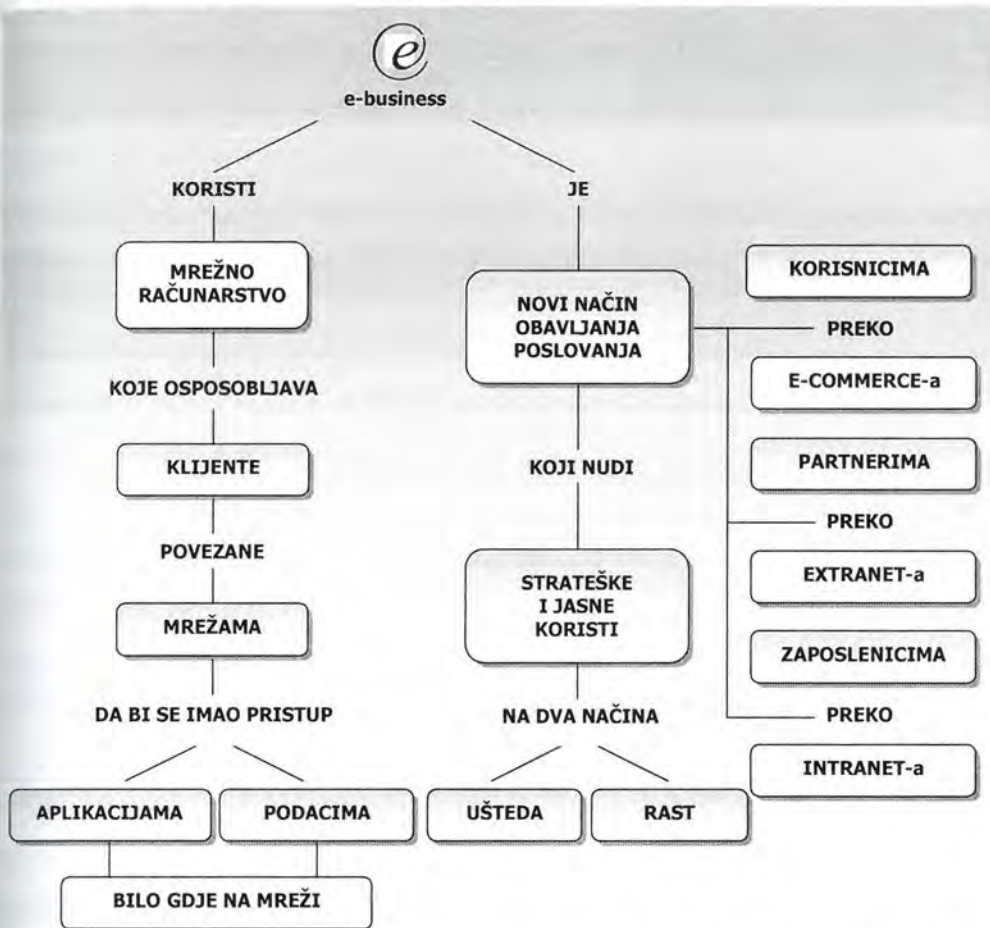 e
e-business
KORISTI
MREŽNO
RAČUNARSTVO
KOJE OSPOSOBLJAVA
KLIJENTE
POVEZANE
MREŽAMA
DA BI SE IMAO PRISTUP
APLIKACIJAMA
PODACIMA
BILO GDJE NA MREŽI
JE
NOVI NAČIN
OBAVLJANJA
POSLOVANJA
KOJI NUDI
STRATEŠKE
I JASNE
KORISTI
NA DVA NAČINA
UŠTEDA
RAST
KORISNICIMA
PREKO
E-COMMERCE-a
PARTNERIMA
PREKO
EXTRANET-a
ZAPOSLENICIMA
PREKO
INTRANET-a